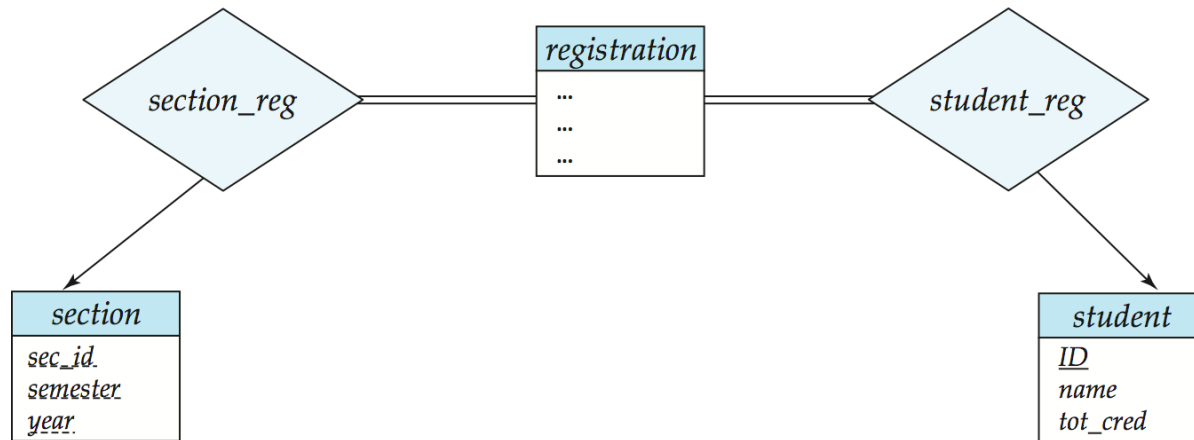 section_reg
registration
...
...
...
student_reg
section
sec_id
semester
year
student
ID
name
tot_cred